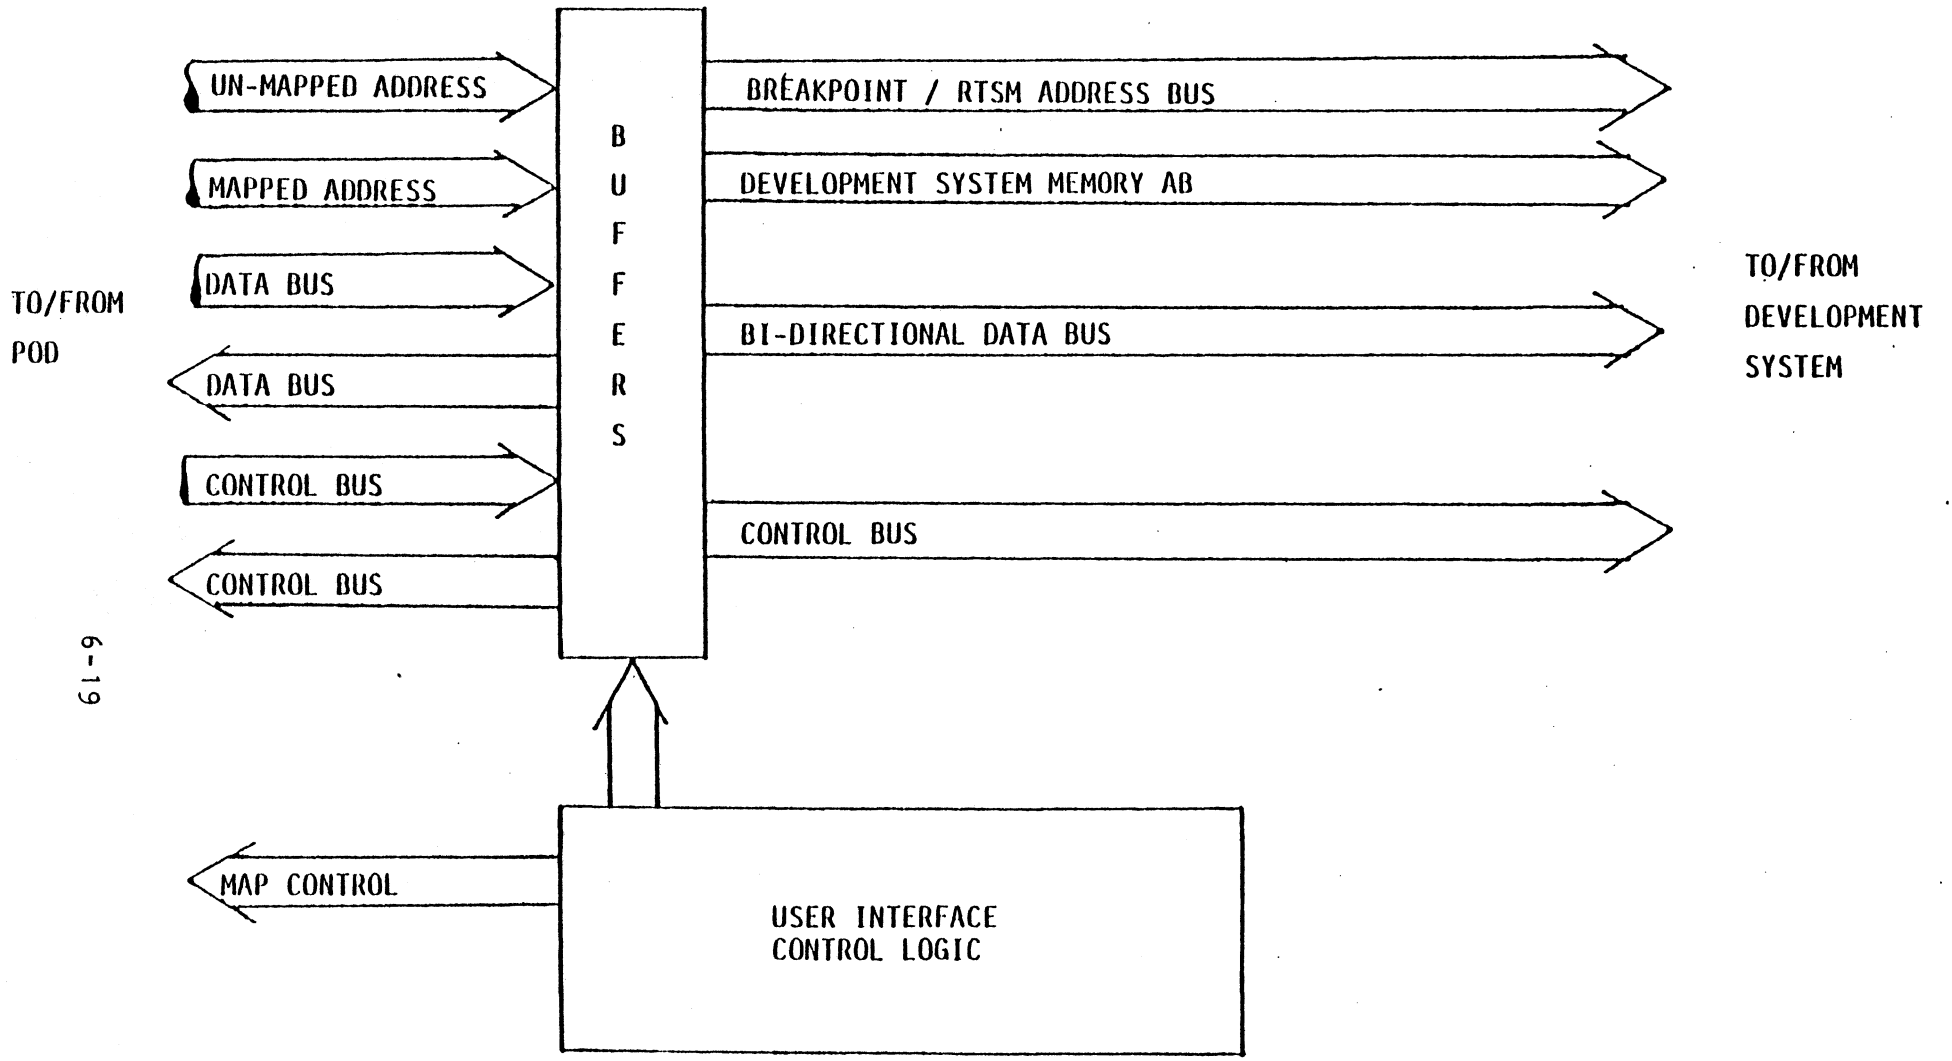 UN-MAPPED ADDRESS
BREAKPOINT / RTSM ADDRESS BUS
MAPPED ADDRESS
DEVELOPMENT SYSTEM MEMORY AB
DATA BUS
BI-DIRECTIONAL DATA BUS
DATA BUS
CONTROL BUS
CONTROL BUS
CONTROL BUS
BUFFERS
TO/FROM
POD
TO/FROM
DEVELOPMENT
SYSTEM
MAP CONTROL
USER INTERFACE
CONTROL LOGIC
6-19